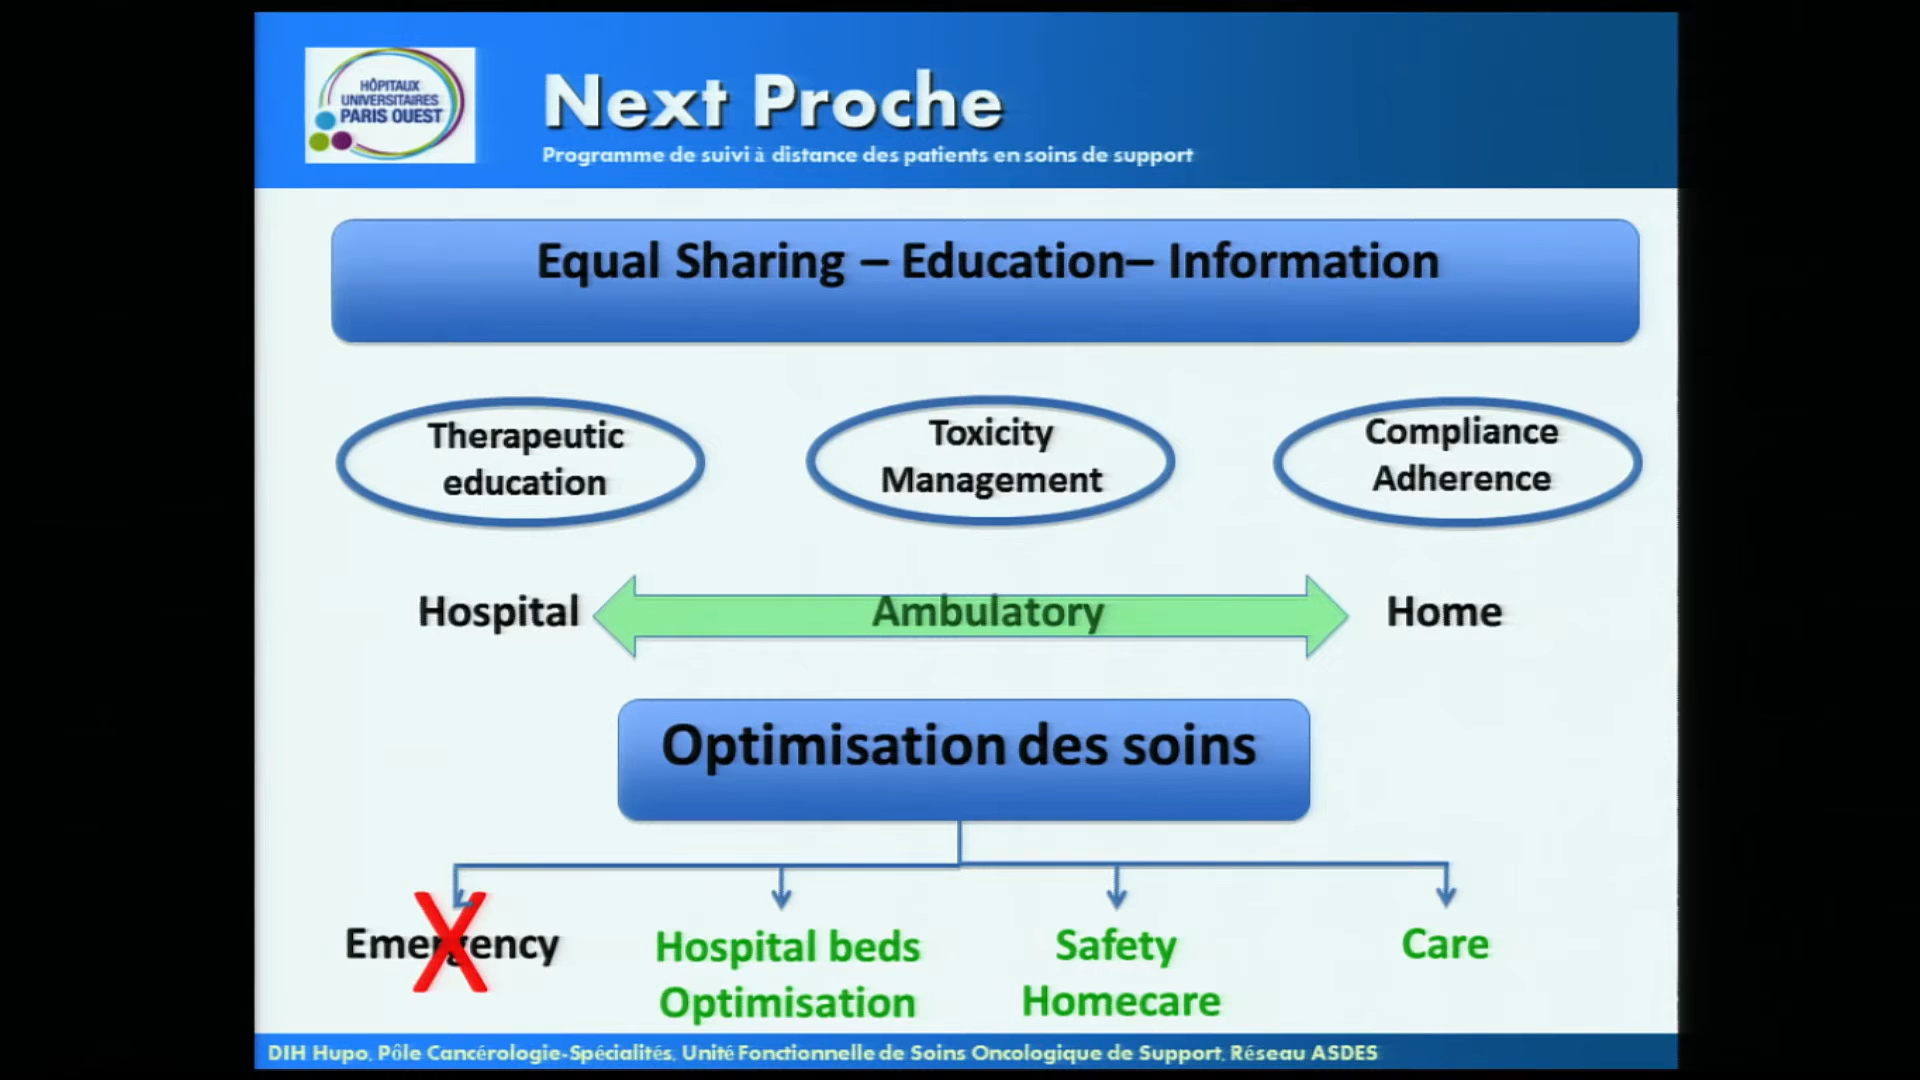 HÔPITAUX
UNIVERSITAIRES
PARIS OUEST
Next Proche
Programme de suivi à distance des patients en soins de support
Equal Sharing – Education– Information
Therapeutic
education
Toxicity
Management
Compliance
Adherence
Hospital
Ambulatory
Home
Optimisation des soins
Emergency
X
Hospital beds
Optimisation
Safety
Homecare
Care
DIH Hupo, Pôle Cancérologie-Spécialités, Unité Fonctionnelle de Soins Oncologique de Support, Réseau ASDES